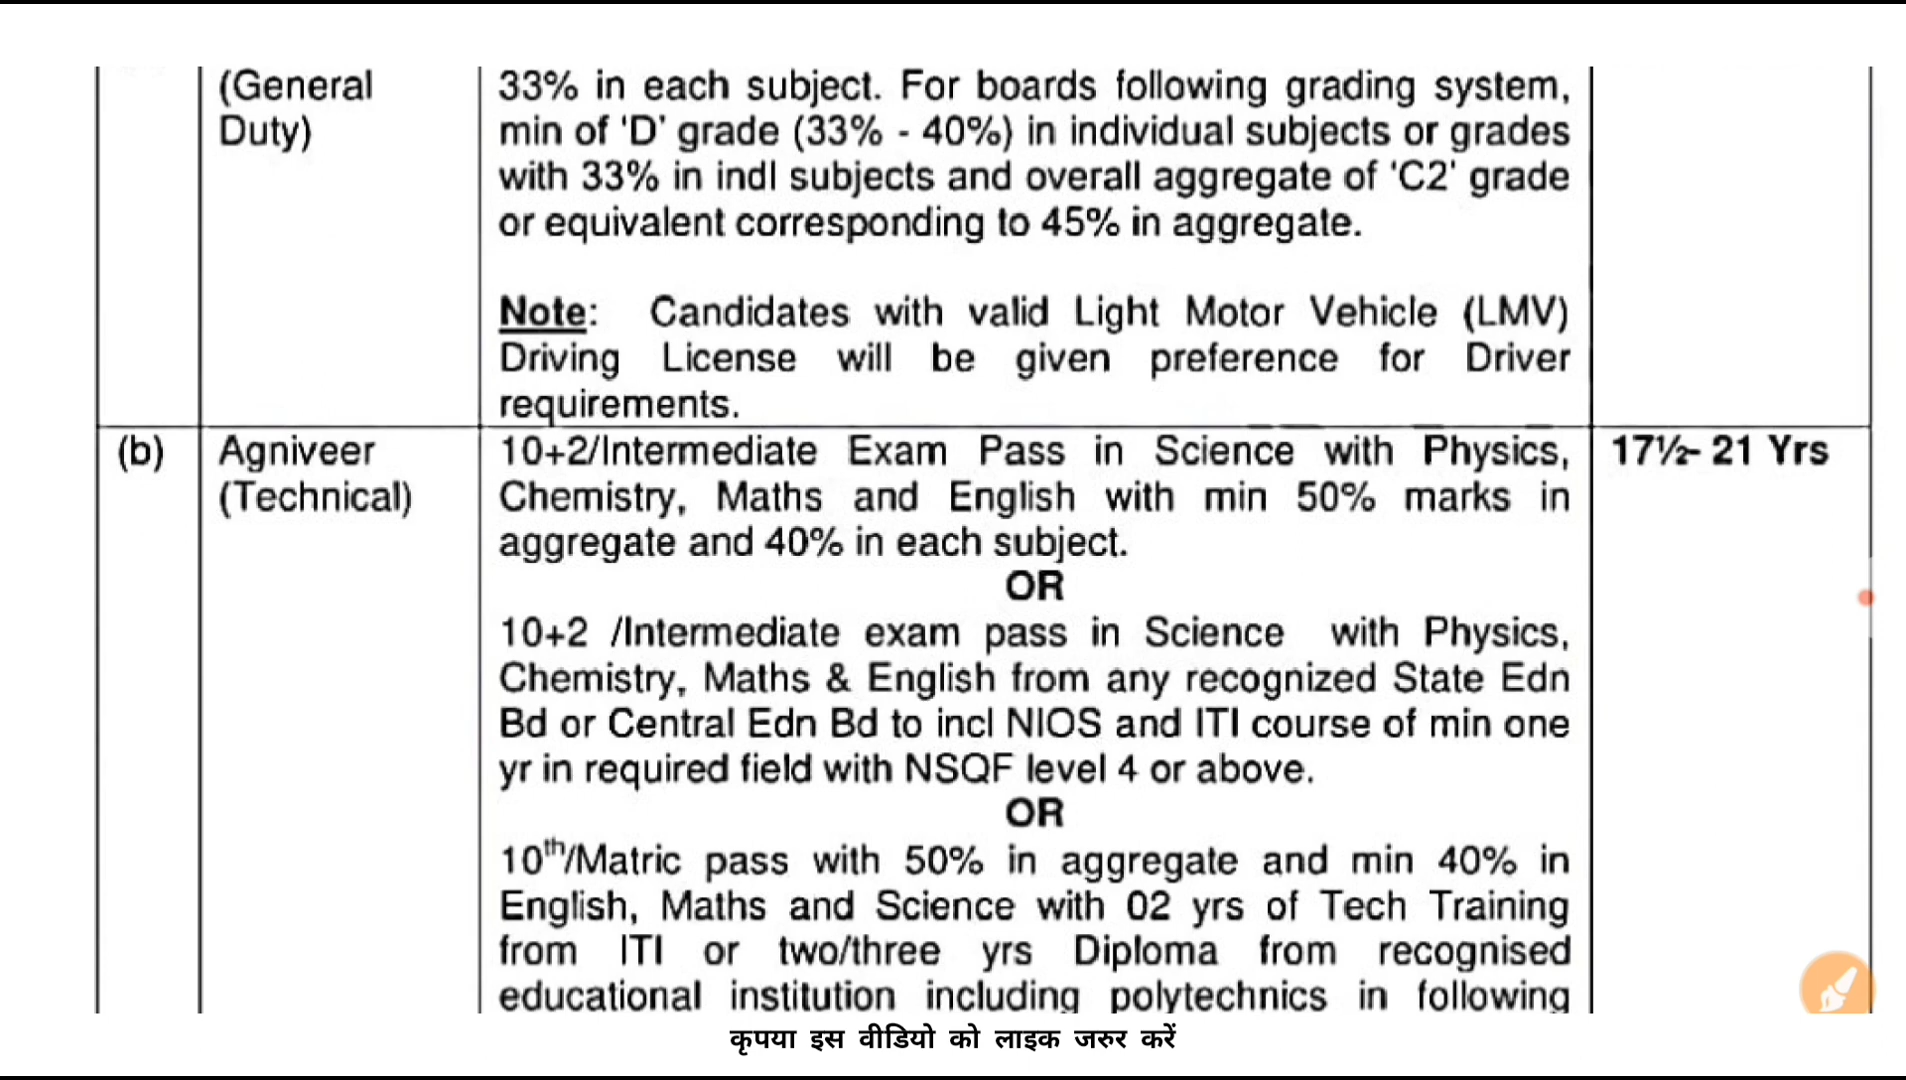 (General
Duty)
33% in each subject. For boards following grading system,
min of 'D' grade (33% - 40%) in individual subjects or grades
with 33% in indl subjects and overall aggregate of 'C2' grade
or equivalent corresponding to 45% in aggregate.
Note: Candidates with valid Light Motor Vehicle (LMV)
Driving License will be given preference for Driver
requirements.
(b)
Agniveer
(Technical)
10+2/Intermediate Exam Pass in Science with Physics,
Chemistry, Maths and English with min 50% marks in
aggregate and 40% in each subject.
OR
10+2 /Intermediate exam pass in Science with Physics,
Chemistry, Maths & English from any recognized State Edn
Bd or Central Edn Bd to incl NIOS and ITI course of min one
yr in required field with NSQF level 4 or above.
OR
10th/Matric pass with 50% in aggregate and min 40% in
English, Maths and Science with 02 yrs of Tech Training
from ITI or two/three yrs Diploma from recognised
educational institution including polytechnics in following
17½- 21 Yrs
कृपया इस वीडियो को लाइक जरुर करें